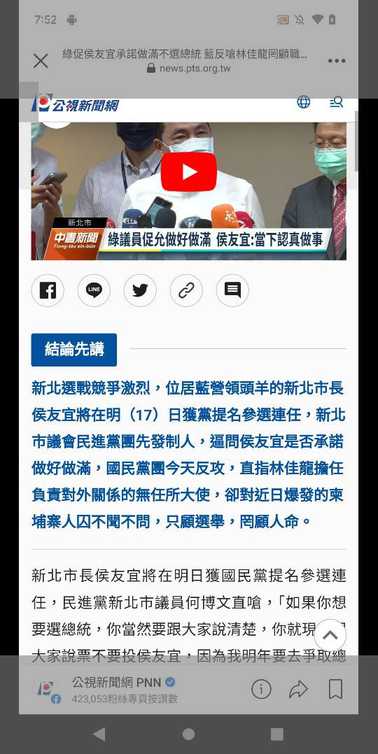 7:52
綠促侯友宜承諾做滿不選總統 藍反嗆林佳龍罔顧職...
news.pts.org.tw
公視新聞網
新北市
中晝新聞
Tiong-tàu sin-bûn
綠議員促允做好做滿 侯友宜:當下認真做事
結論先講
新北選戰競爭激烈，位居藍營領頭羊的新北市長
侯友宜將在明（17）日獲黨提名參選連任，新北
市議會民進黨團先發制人，逼問侯友宜是否承諾
做好做滿，國民黨團今天反攻，直指林佳龍擔任
負責對外關係的無任所大使，卻對近日爆發的柬
埔寨人囚不聞不問，只顧選舉，罔顧人命。
新北市長侯友宜將在明日獲國民黨提名參選連
任，民進黨新北市議員何博文直嗆，「如果你想
要選總統，你當然要跟大家說清楚，你就現
大家說票不要投侯友宜，因為我明年要去爭取總
公視新聞網 PNN
423,053粉絲專頁按讚數